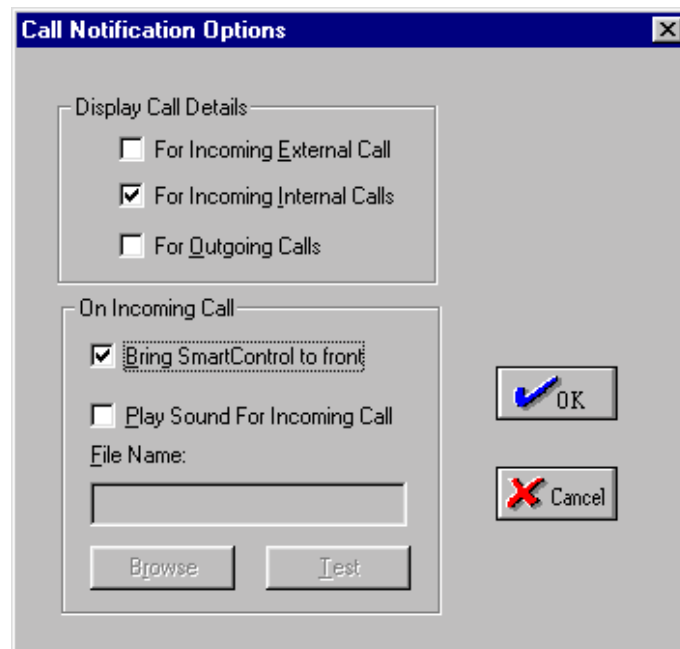 Call Notification Options
Display Call Details
For Incoming External Call
For Incoming Internal Calls
For Outgoing Calls
On Incoming Call
Bring SmartControl to front
Play Sound For Incoming Call
File Name:
Browse
Test
OK
Cancel